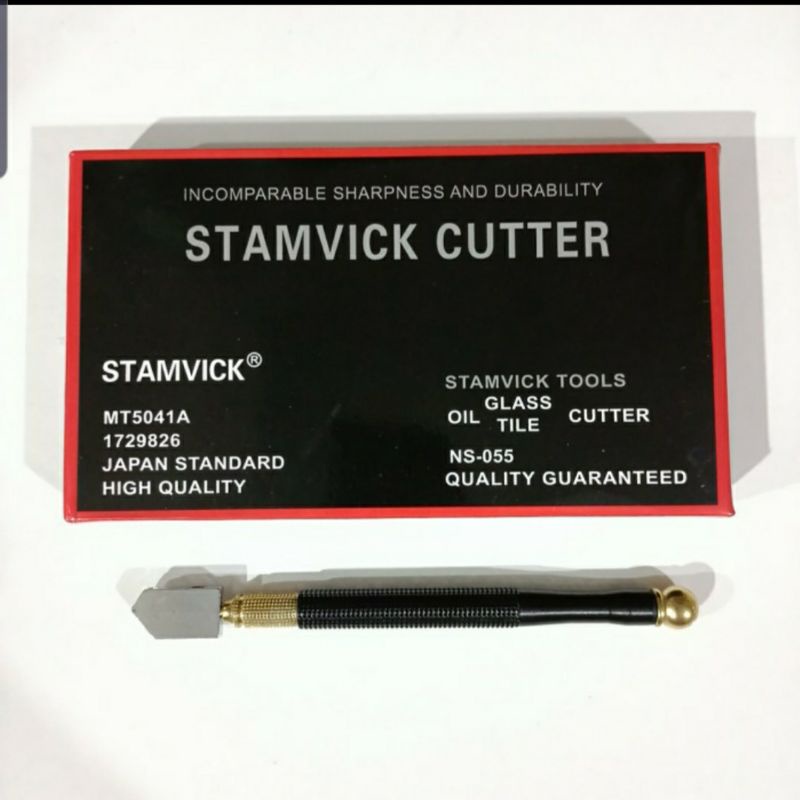 INCOMPARABLE SHARPNESS AND DURABILITY
STAMVICK CUTTER
STAMVICK®
MT5041A
1729826
JAPAN STANDARD
HIGH QUALITY
STAMVICK TOOLS
OIL GLASS TILE CUTTER
NS-055
QUALITY GUARANTEED